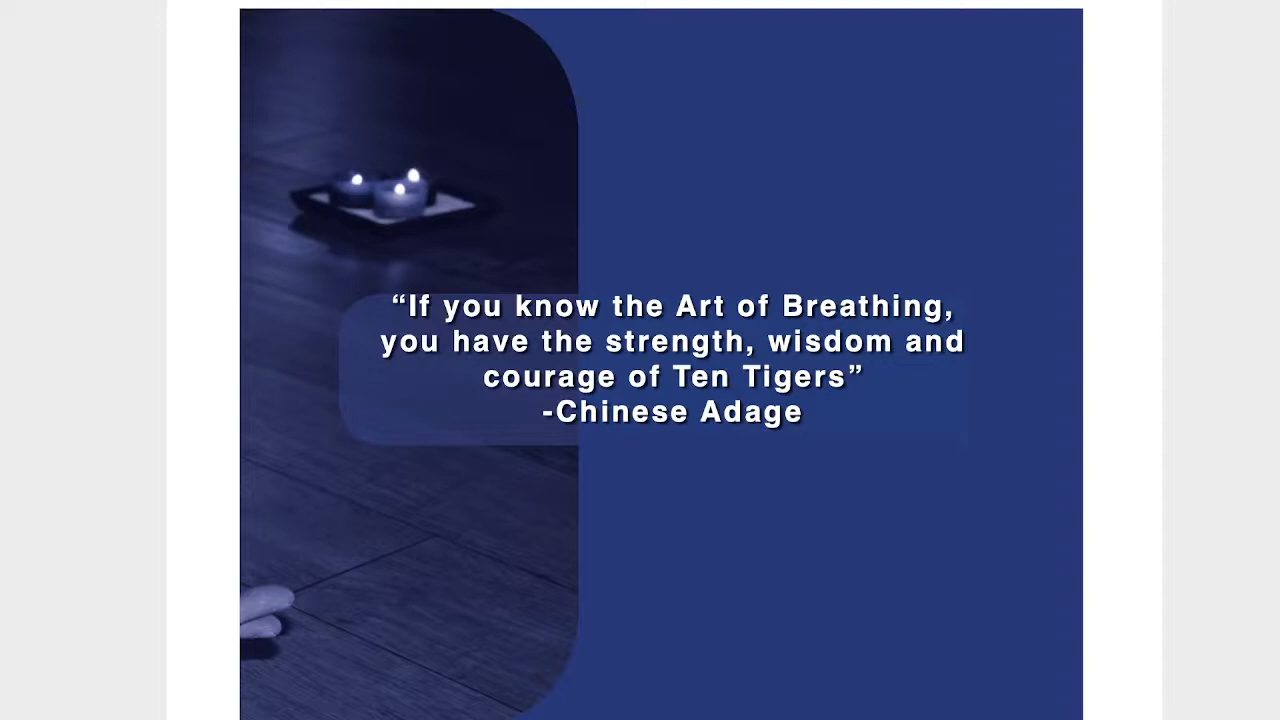 “If you know the Art of Breathing,
you have the strength, wisdom and
courage of Ten Tigers”
-Chinese Adage